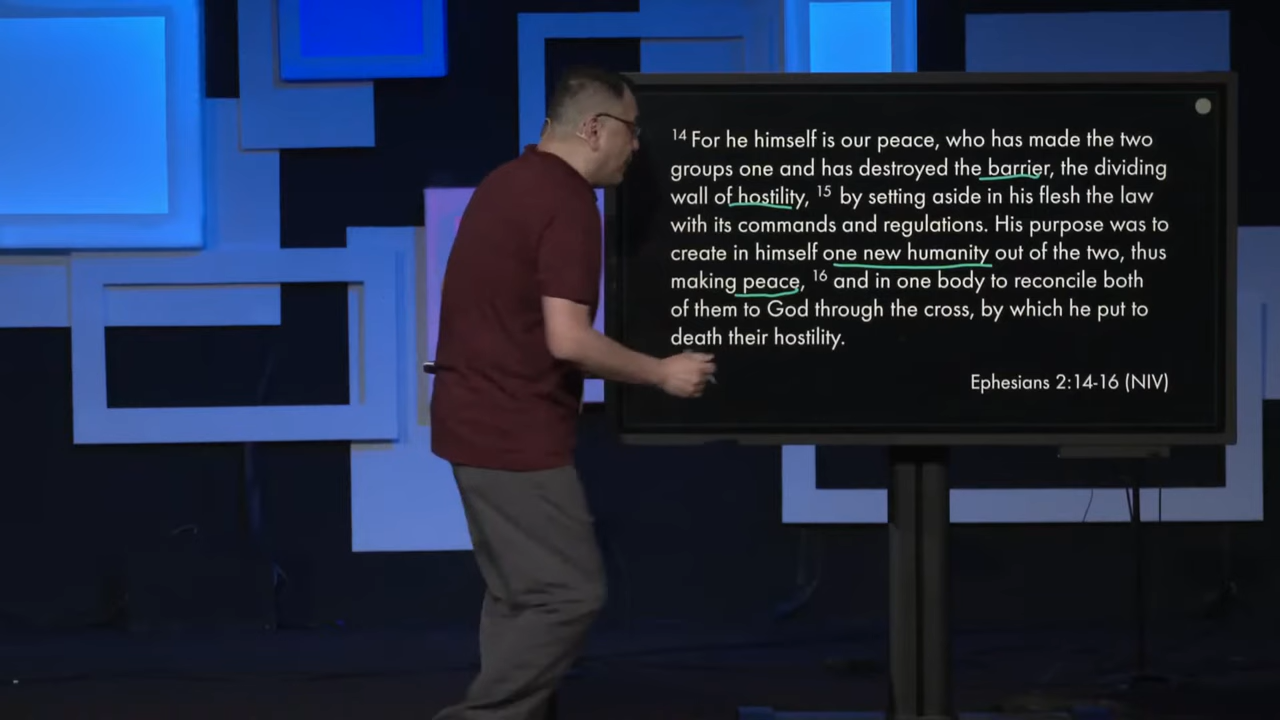 14 For he himself is our peace, who has made the two
groups one and has destroyed the barrier, the dividing
wall of hostility, 15 by setting aside in his flesh the law
with its commands and regulations. His purpose was to
create in himself one new humanity out of the two, thus
making peace, 16 and in one body to reconcile both
of them to God through the cross, by which he put to
death their hostility.
Ephesians 2:14-16 (NIV)